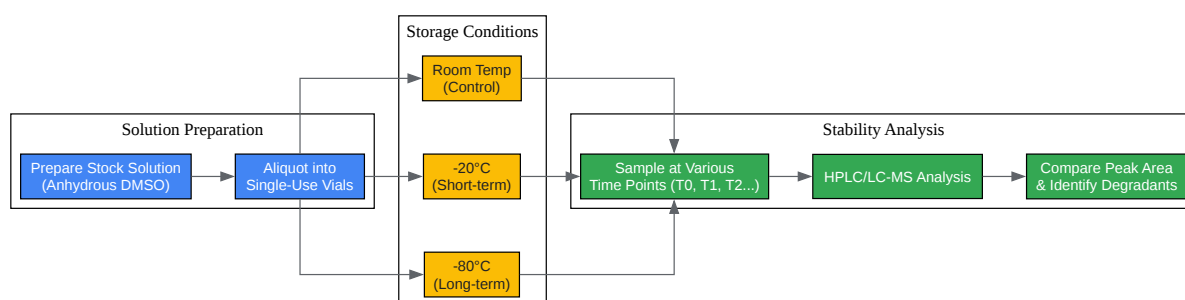 Storage Conditions
Room Temp
(Control)
Solution Preparation
Stability Analysis
Prepare Stock Solution
(Anhydrous DMSO)
Aliquot into
Single-Use Vials
-20°C
(Short-term)
Sample at Various
Time Points (T0, T1, T2...)
HPLC/LC-MS Analysis
Compare Peak Area
& Identify Degradants
-80°C
(Long-term)